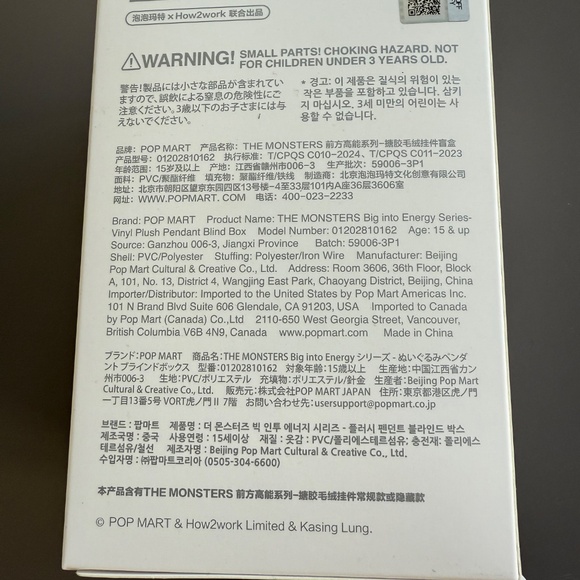 泡泡玛特 × How2work 联合出品
WARNING! SMALL PARTS! CHOKING HAZARD. NOT
FOR CHILDREN UNDER 3 YEARS OLD.
警告!製品には小さな部品が含まれてい
ますので、誤飲による窒息の危険性にご
注意ください。3歳以下のお子さまには与
えないでください。
* 경고: 이 제품은 질식의 위험이 있는
작은 부품을 포함하고 있습니다. 삼키
지 마십시오. 3세 미만의 어린이는 사
용할 수 없습니다.
品牌：POP MART 产品名称：THE MONSTERS 前方高能系列-搪胶毛绒挂件盲盒
产品型号：01202810162 执行标准：T/CPQS C010-2024、T/CPQS C011-2023
年龄范围：15岁及以上 产地：江西省赣州市006-3 生产批次：59006-3P1
面料：PVC/聚酯纤维 填充物：聚酯纤维/铁线 制造商：北京泡泡玛特文化创意有限公司
地址：北京市朝阳区望京东园四区13号楼-4至33层101内A座36层3606室
网址：WWW.POPMART.COM 电话：400-023-2233
Brand: POP MART Product Name: THE MONSTERS Big into Energy Series-
Vinyl Plush Pendant Blind Box Model Number: 01202810162 Age: 15 & up
Source: Ganzhou 006-3, Jiangxi Province Batch: 59006-3P1
Shell: PVC/Polyester Stuffing: Polyester/Iron Wire Manufacturer: Beijing
Pop Mart Cultural & Creative Co., Ltd. Address: Room 3606, 36th Floor, Block
A, 101, No. 13, District 4, Wangjing East Park, Chaoyang District, Beijing, China
Importer/Distributor: Imported to the United States by Pop Mart Americas Inc.
101 N Brand Blvd Suite 606 Glendale, CA 91203, USA Imported to Canada
by Pop Mart (Canada) Co.,Ltd 2110-650 West Georgia Street, Vancouver,
British Columbia V6B 4N9, Canada www.popmart.com Made in China
ブランド:POP MART 商品名:THE MONSTERS Big into Energy シリーズ - ぬいぐるみペンダ
ント ブラインドボックス 型番:01202810162 対象年齢:15歳以上 生産地:中国江西省カン
州市006-3 生地:PVC/ポリエステル 充填物:ポリエステル/針金 生産者:Beijing Pop Mart
Cultural & Creative Co., Ltd. 販売元:株式会社POP MART JAPAN 住所:東京都港区虎ノ門
一丁目13番5号 VORT虎ノ門Ⅱ 7階 お問い合わせ先:usersupport@popmart.co.jp
브랜드 : POP MART 제품명 : 더 몬스터즈 빅 인투 에너지 시리즈 - 플러시 펜던트 블라인드 박스
제조국명 : 중국 사용연령 : 15세이상 재질 : 옷감 : PVC/폴리에스테르섬유; 충전재: 폴리에스
테르섬유/철선 제조자명 : Beijing Pop Mart Cultural & Creative Co., Ltd.
수입자명 : ㈜팝마트코리아 (0505-304-6600)
本产品含有THE MONSTERS 前方高能系列-搪胶毛绒挂件常规款或隐藏款
© POP MART & How2work Limited & Kasing Lung.